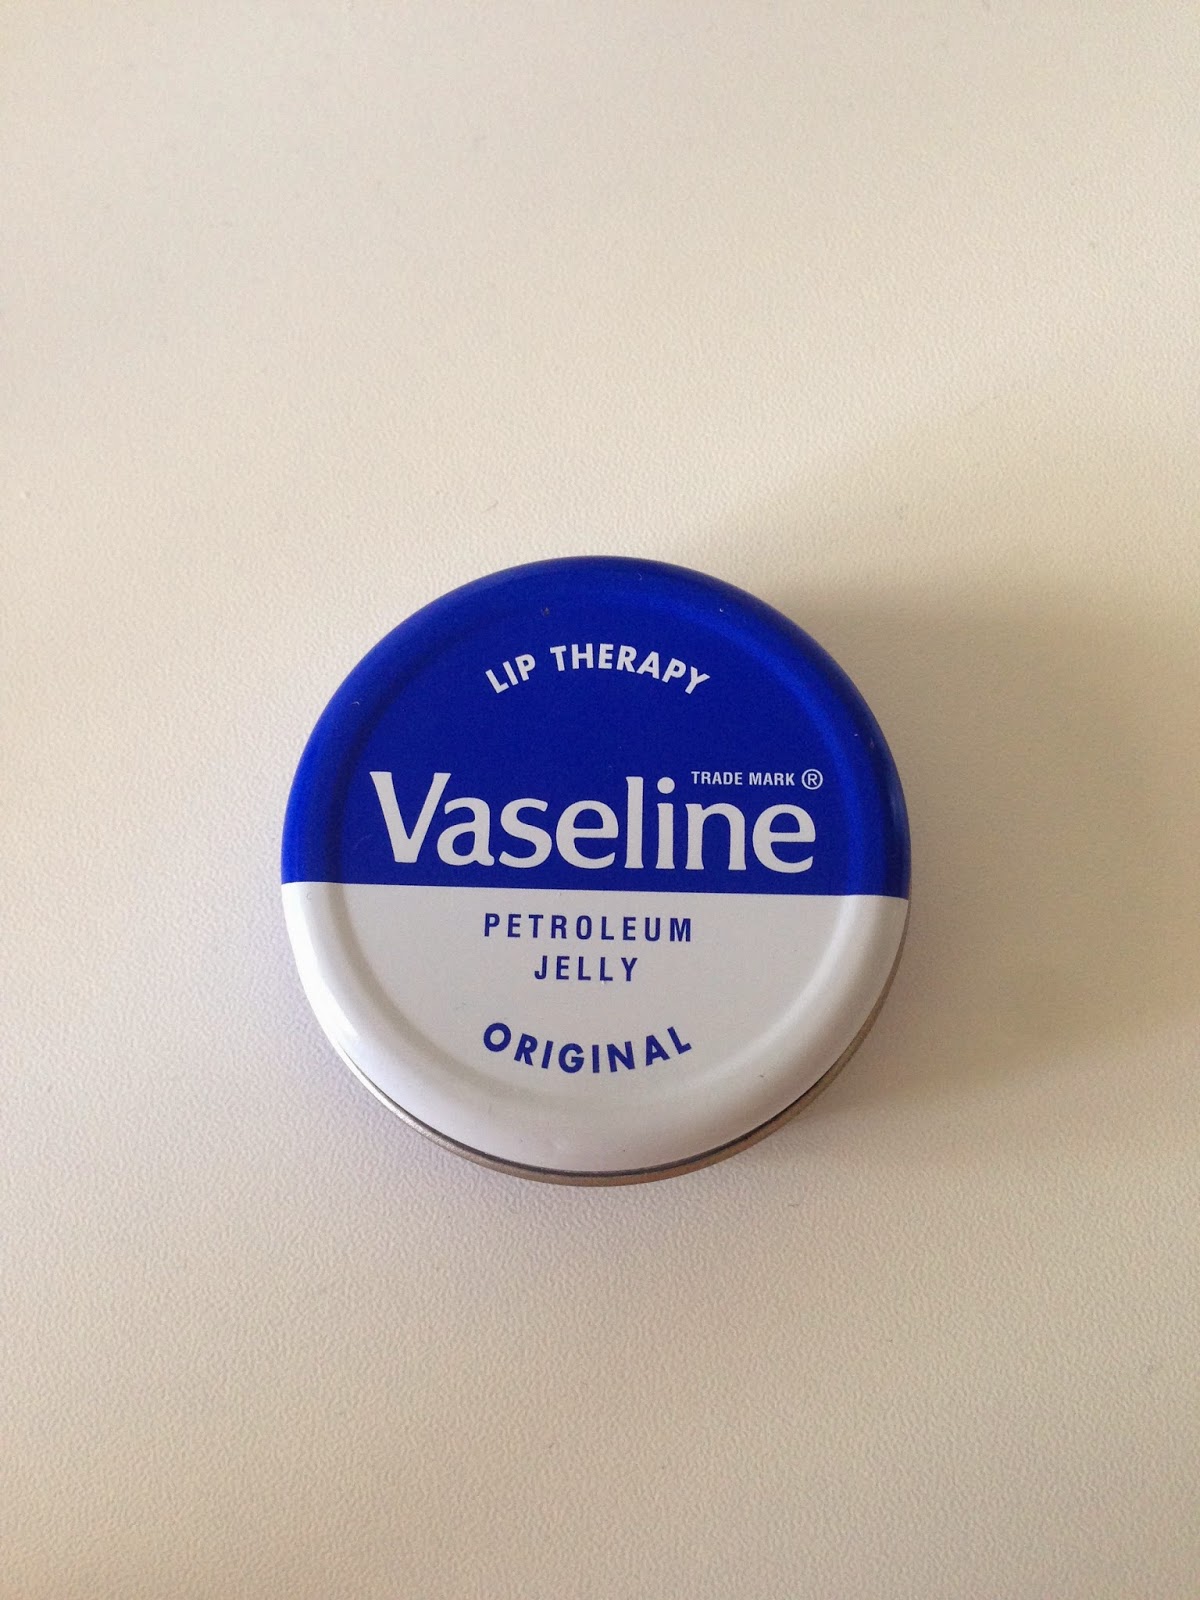 LIP THERAPY
TRADE MARK ®
Vaseline
PETROLEUM
JELLY
ORIGINAL